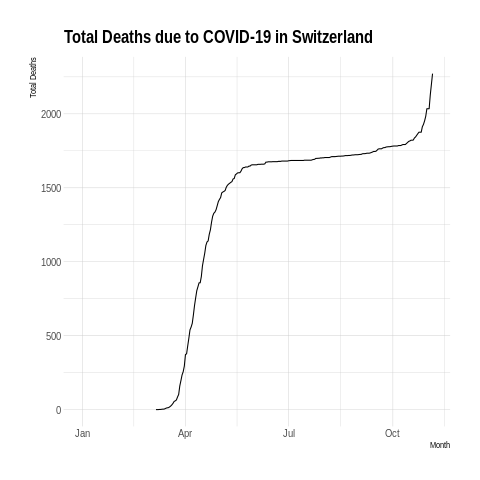 Total Deaths due to COVID-19 in Switzerland
Total Deaths
2000
1500
1000
500
0
Jan Apr Jul Oct
Month